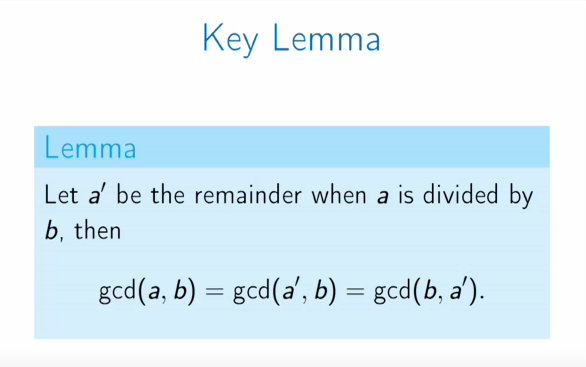 Key Lemma
Lemma
Let a′ be the remainder when a is divided by
b, then
gcd(a, b) = gcd(a′, b) = gcd(b, a′).